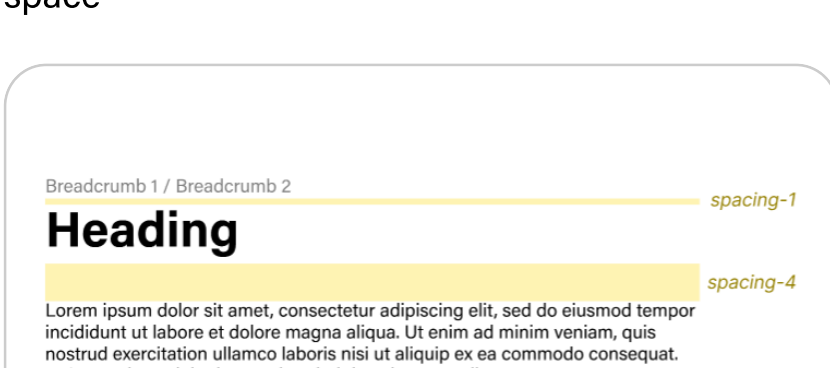 space
Breadcrumb 1 / Breadcrumb 2
spacing-1
Heading
spacing-4
Lorem ipsum dolor sit amet, consectetur adipiscing elit, sed do eiusmod tempor
incididunt ut labore et dolore magna aliqua. Ut enim ad minim veniam, quis
nostrud exercitation ullamco laboris nisi ut aliquip ex ea commodo consequat.